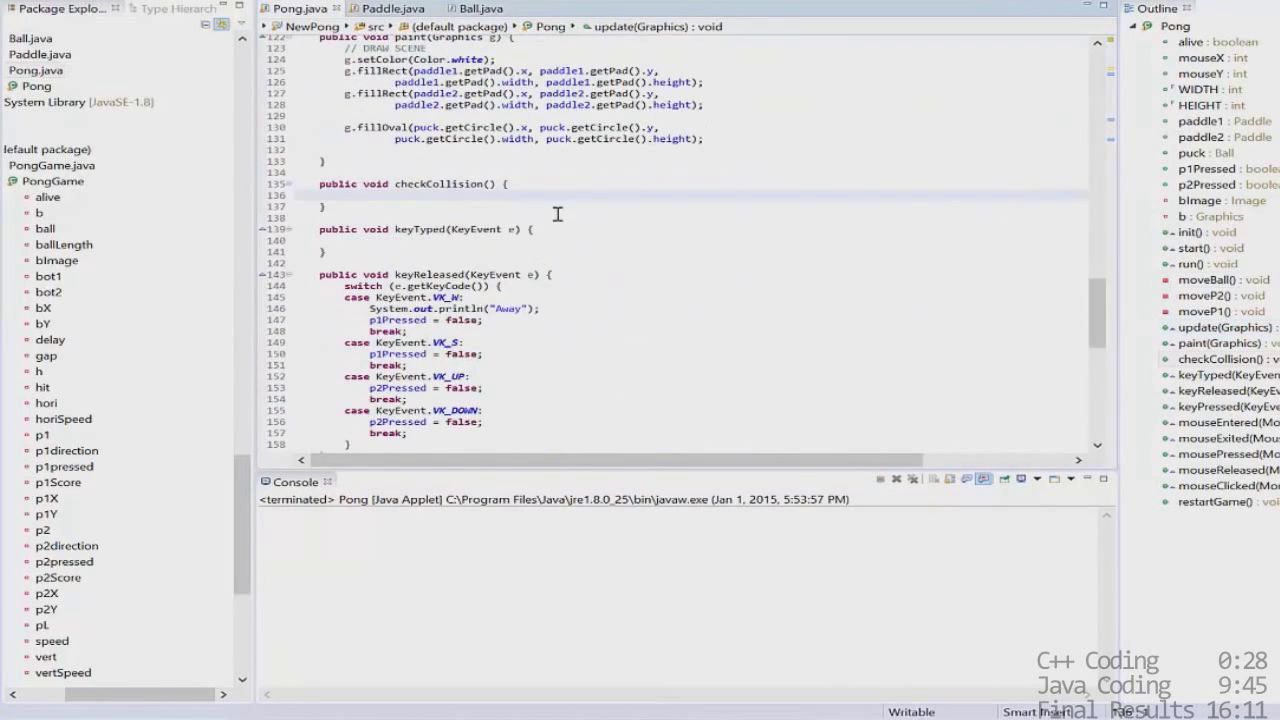 Package Explo...
Type Hierarch
Ball.java
Paddle.java
Pong.java
Pong
System Library [JavaSE-1.8]
(default package)
PongGame.java
PongGame
alive
b
ball
ballLength
bImage
bot1
bot2
bX
bY
delay
gap
h
hit
hori
horiSpeed
p1
p1direction
p1pressed
p1Score
p1X
p1Y
p2
p2direction
p2pressed
p2Score
p2X
p2Y
pL
speed
vert
vertSpeed
Pong.java Paddle.java Ball.java
NewPong src (default package) Pong update(Graphics) : void
122 public void paint(Graphics g) {
123 // DRAW SCENE
124 g.setColor(Color.white);
125 g.fillRect(paddle1.getPad().x, paddle1.getPad().y,
126 paddle1.getPad().width, paddle1.getPad().height);
127 g.fillRect(paddle2.getPad().x, paddle2.getPad().y,
128 paddle2.getPad().width, paddle2.getPad().height);
129
130 g.fillOval(puck.getCircle().x, puck.getCircle().y,
131 puck.getCircle().width, puck.getCircle().height);
132
133 }
134
135 public void checkCollision() {
136
137 }
138
139 public void keyTyped(KeyEvent e) {
140
141 }
142
143 public void keyReleased(KeyEvent e) {
144 switch (e.getKeyCode()) {
145 case KeyEvent.VK_W:
146 System.out.println("Away");
147 p1Pressed = false;
148 break;
149 case KeyEvent.VK_S:
150 p1Pressed = false;
151 break;
152 case KeyEvent.VK_UP:
153 p2Pressed = false;
154 break;
155 case KeyEvent.VK_DOWN:
156 p2Pressed = false;
157 break;
158 }
Console
<terminated> Pong [Java Applet] C:\Program Files\Java\jre1.8.0_25\bin\javaw.exe (Jan 1, 2015, 5:53:57 PM)
Outline
Pong
alive : boolean
mouseX : int
mouseY : int
WIDTH : int
HEIGHT : int
paddle1 : Paddle
paddle2 : Paddle
puck : Ball
p1Pressed : boolean
p2Pressed : boolean
bImage : Image
b : Graphics
init() : void
start() : void
run() : void
moveBall() : void
moveP2() : void
moveP1() : void
update(Graphics) :
paint(Graphics) : void
checkCollision() : v
keyTyped(KeyEven
keyReleased(KeyE
keyPressed(KeyEve
mouseEntered(Mo
mouseExited(Mou
mousePressed(Mo
mouseReleased(M
mouseClicked(Mo
restartGame() : voi
C++ Coding 0:28
Java Coding 9:45
Final Results 16:11
Writable Smart Insert